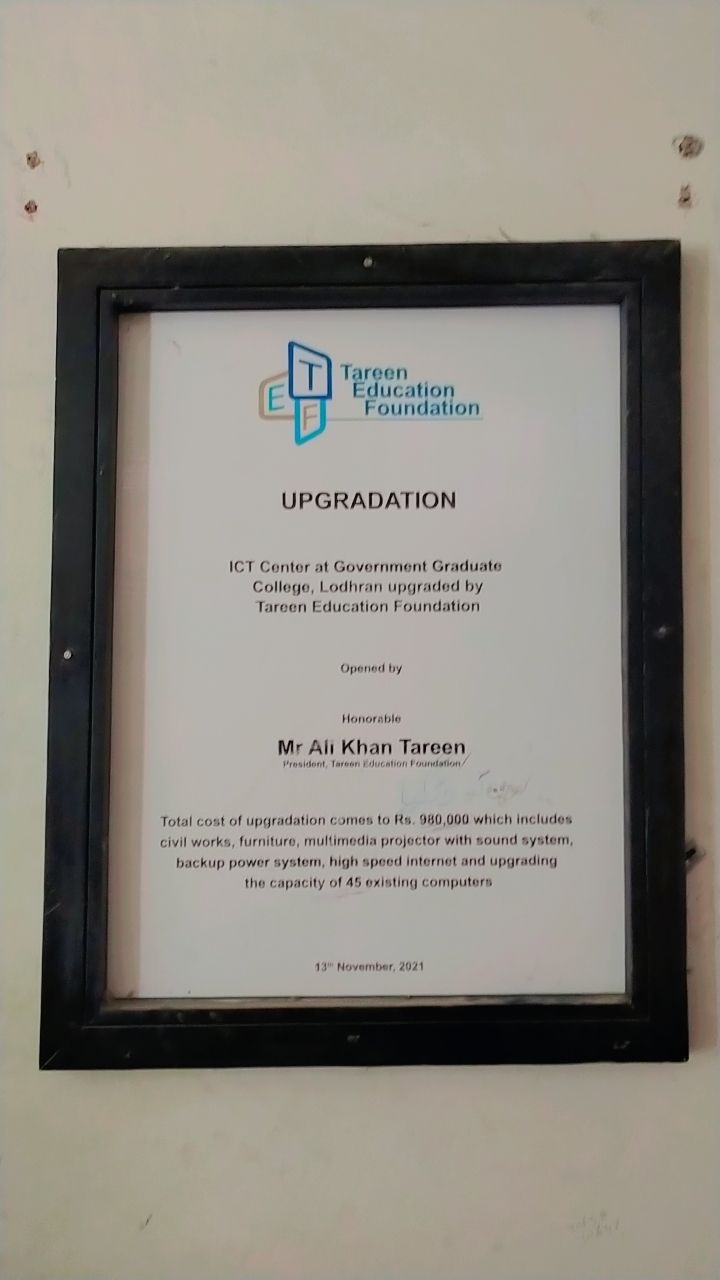 T
E
F
Tareen
Education
Foundation
UPGRADATION
ICT Center at Government Graduate
College, Lodhran upgraded by
Tareen Education Foundation
Opened by
Honorable
Mr Ali Khan Tareen
President, Tareen Education Foundation
Total cost of upgradation comes to Rs. 980,000 which includes
civil works, furniture, multimedia projector with sound system,
backup power system, high speed internet and upgrading
the capacity of 45 existing computers
13th November, 2021